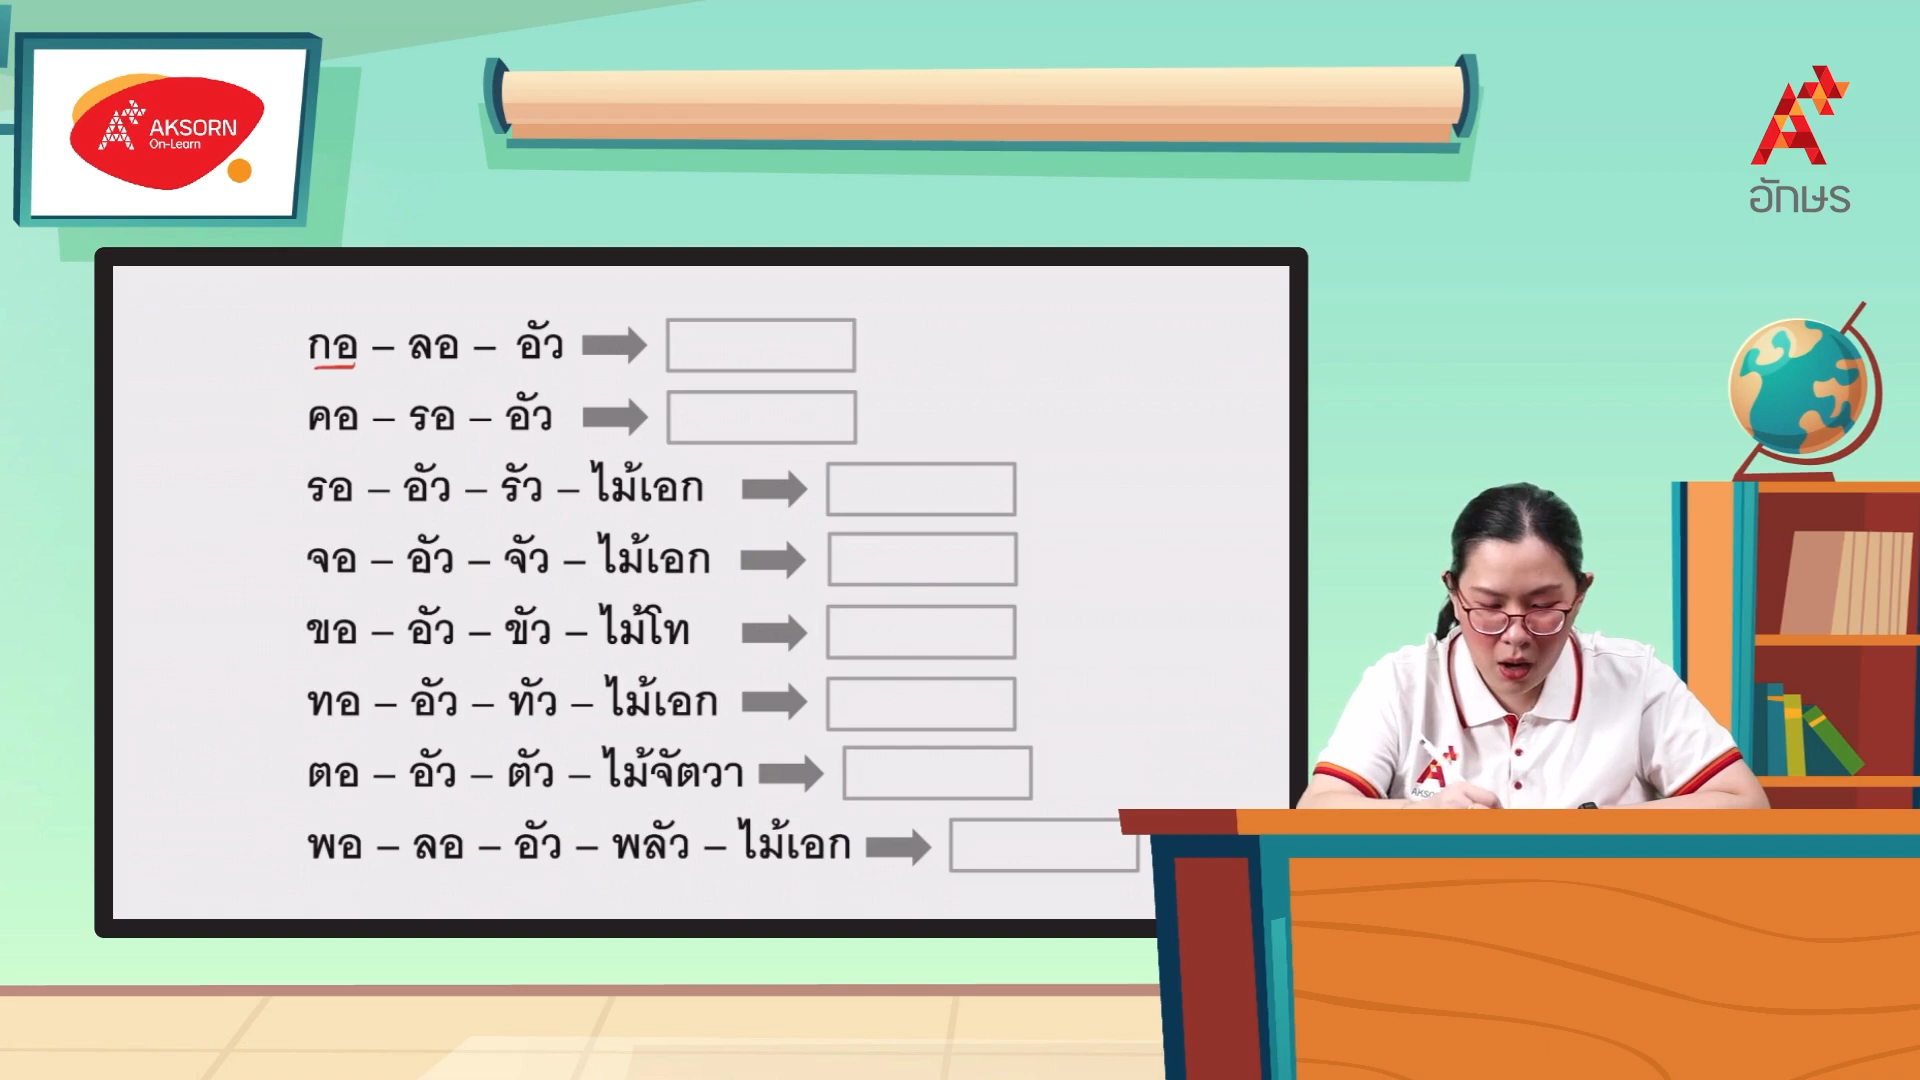 AKSORN
On-Learn
อักษร
กอ – ลอ – อัว
คอ – รอ – อัว
รอ – อัว – รัว – ไม้เอก
จอ – อัว – จัว – ไม้เอก
ขอ – อัว – ขัว – ไม้โท
ทอ – อัว – ทัว – ไม้เอก
ตอ – อัว – ตัว – ไม้จัตวา
พอ – ลอ – อัว – พลัว – ไม้เอก